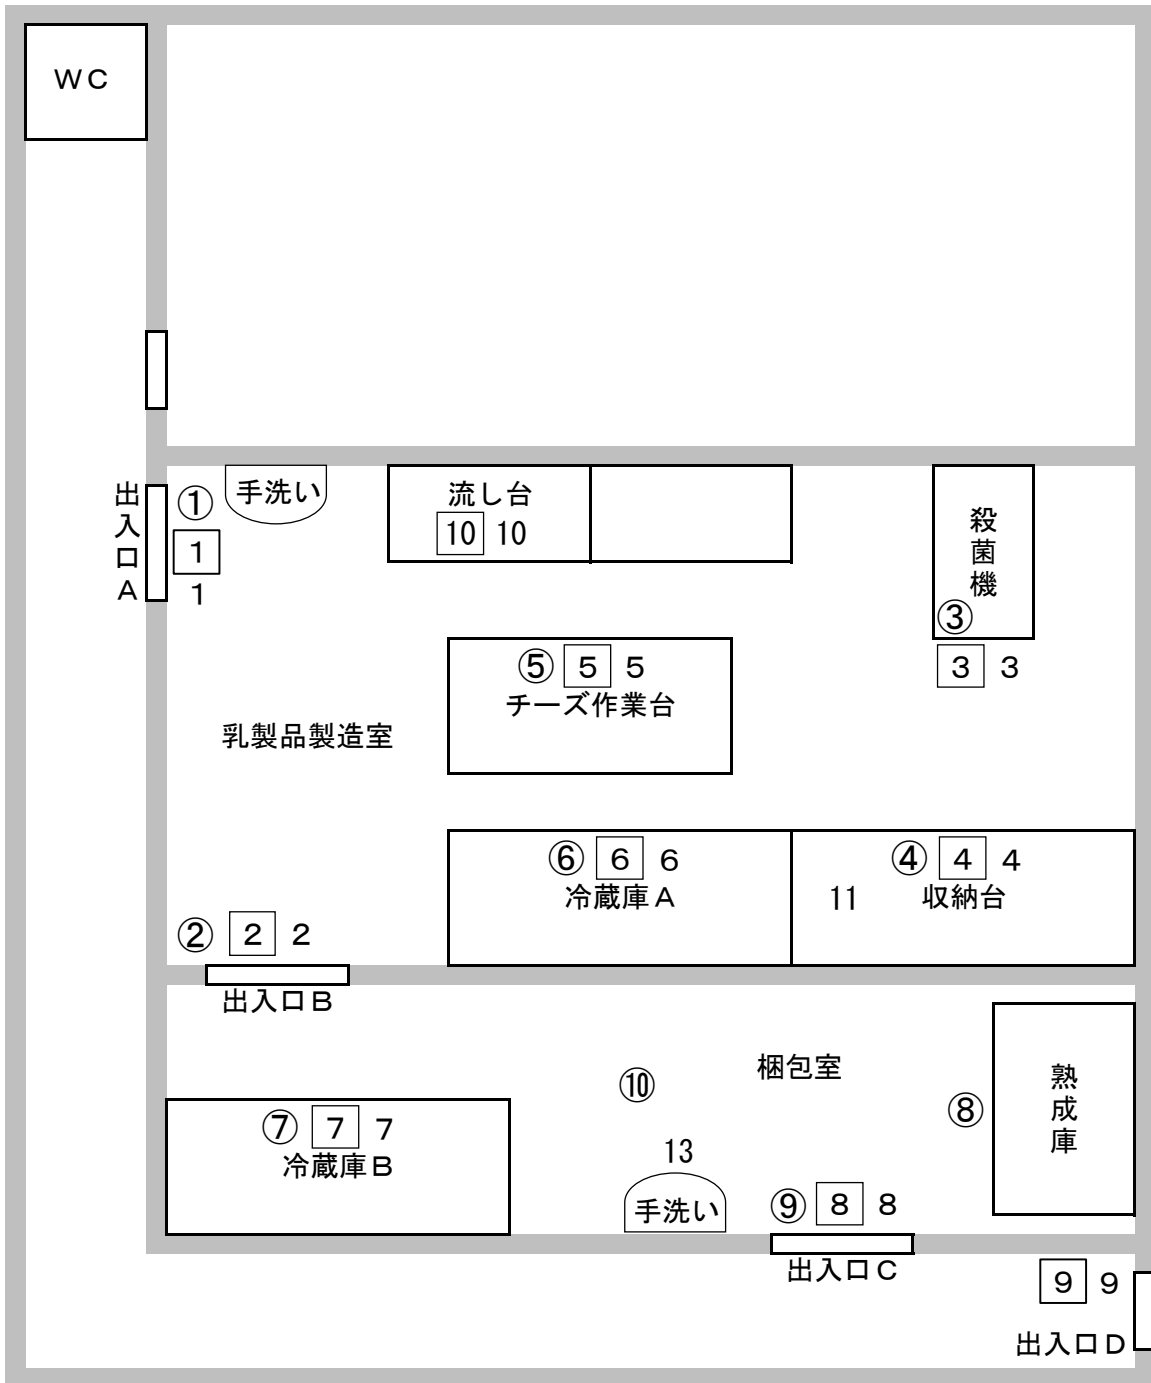 ＷＣ
出入口Ａ
①
1
1
手洗い
流し台
10 10
殺菌機
③
3 3
⑤ 5 5
チーズ作業台
乳製品製造室
⑥ 6 6
冷蔵庫Ａ
④ 4 4
11 収納台
② 2 2
出入口Ｂ
梱包室
⑩
熟成庫
⑧
⑦ 7 7
冷蔵庫Ｂ
13
手洗い
⑨ 8 8
出入口Ｃ
9 9
出入口Ｄ